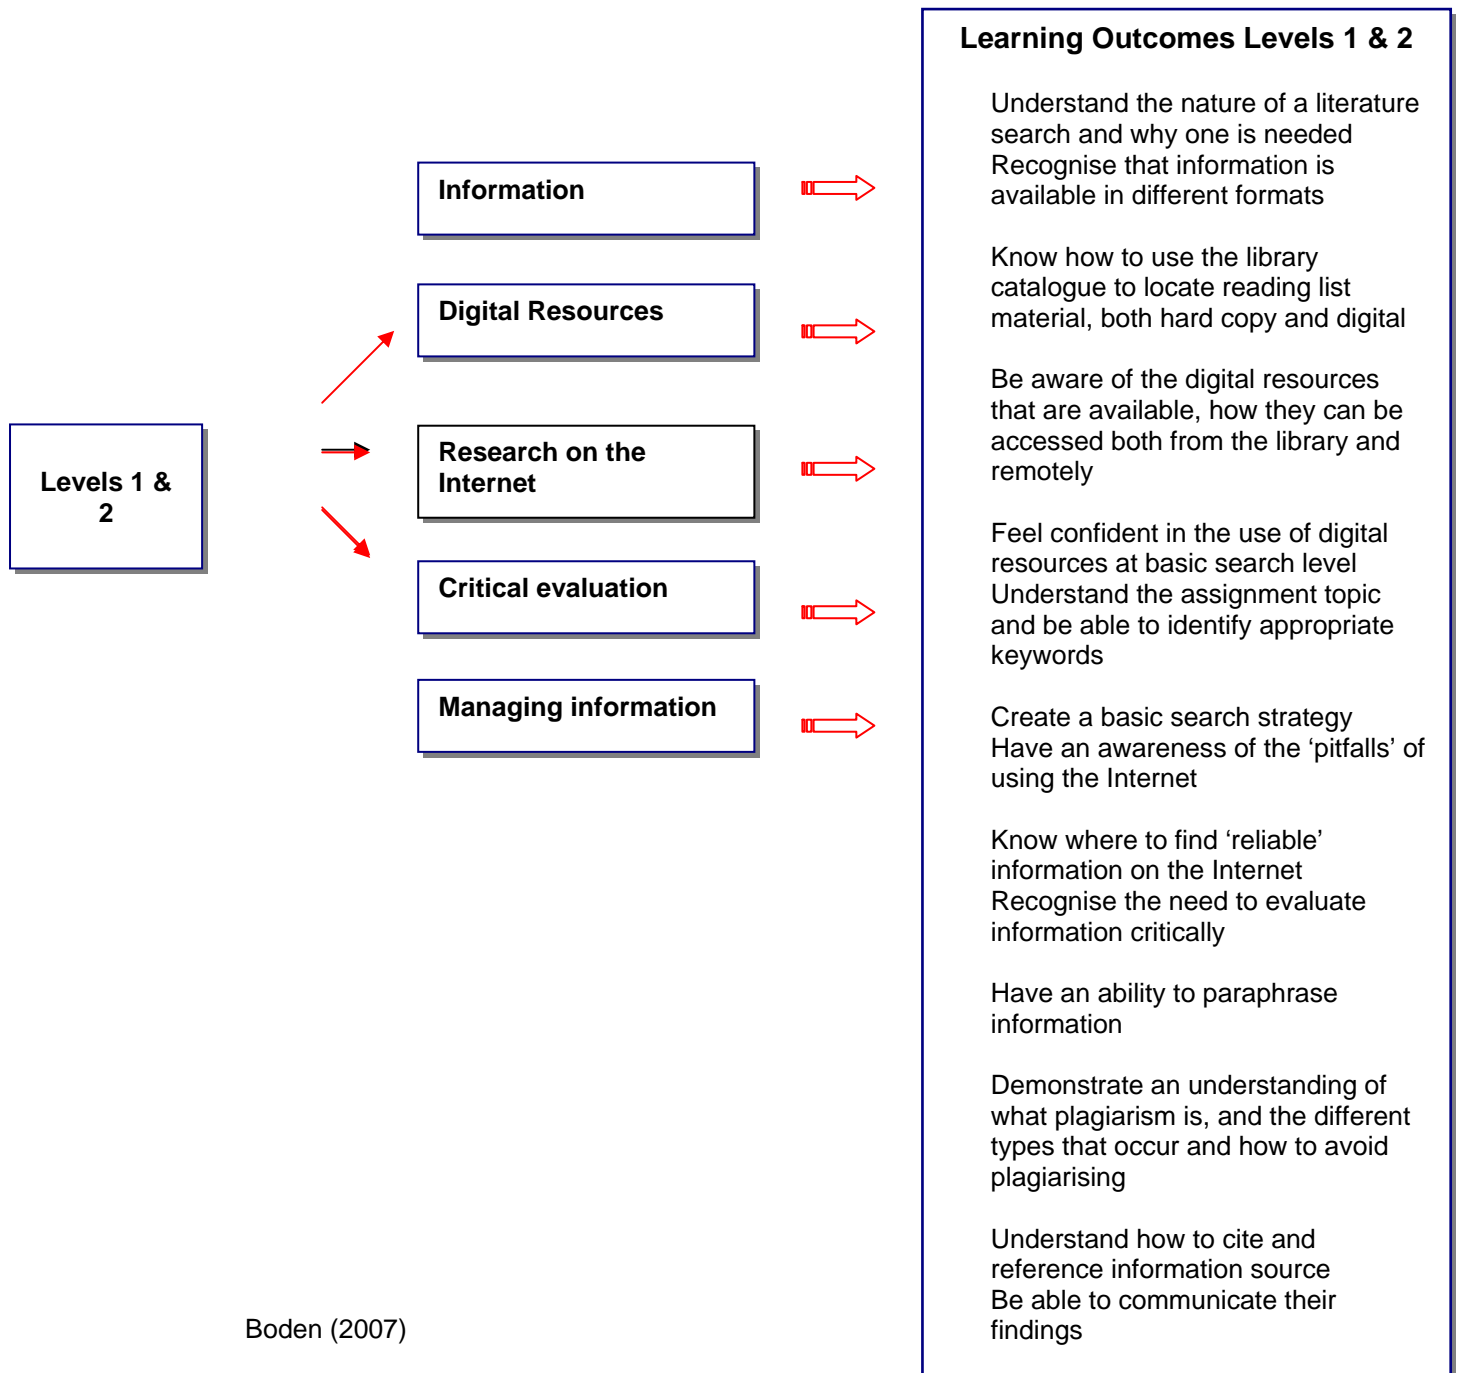 Levels 1 &
2
Information
Digital Resources
Research on the
Internet
Critical evaluation
Managing information
Learning Outcomes Levels 1 & 2
Understand the nature of a literature
search and why one is needed
Recognise that information is
available in different formats
Know how to use the library
catalogue to locate reading list
material, both hard copy and digital
Be aware of the digital resources
that are available, how they can be
accessed both from the library and
remotely
Feel confident in the use of digital
resources at basic search level
Understand the assignment topic
and be able to identify appropriate
keywords
Create a basic search strategy
Have an awareness of the ‘pitfalls’ of
using the Internet
Know where to find ‘reliable’
information on the Internet
Recognise the need to evaluate
information critically
Have an ability to paraphrase
information
Demonstrate an understanding of
what plagiarism is, and the different
types that occur and how to avoid
plagiarising
Understand how to cite and
reference information source
Be able to communicate their
findings
Boden (2007)